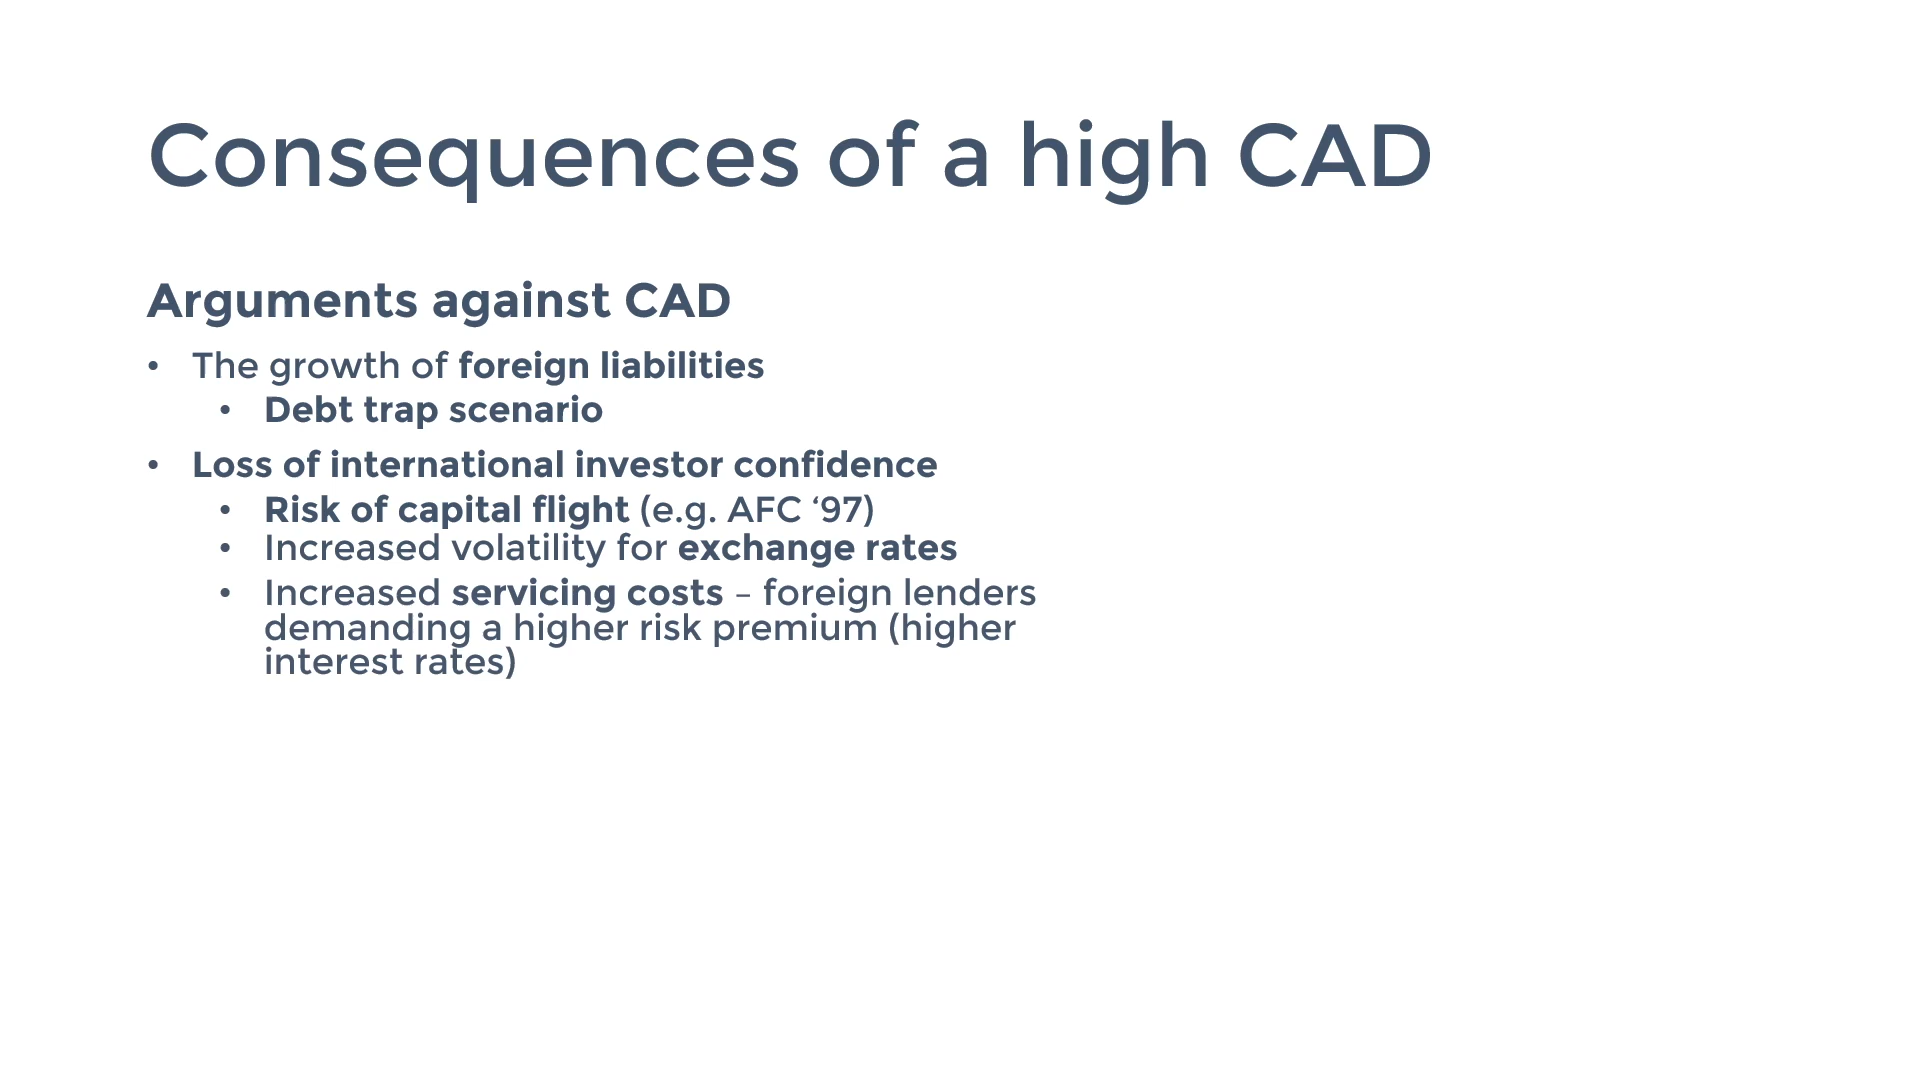 Consequences of a high CAD
Arguments against CAD
• The growth of foreign liabilities
• Debt trap scenario
• Loss of international investor confidence
• Risk of capital flight (e.g. AFC ‘97)
• Increased volatility for exchange rates
• Increased servicing costs – foreign lenders
demanding a higher risk premium (higher
interest rates)